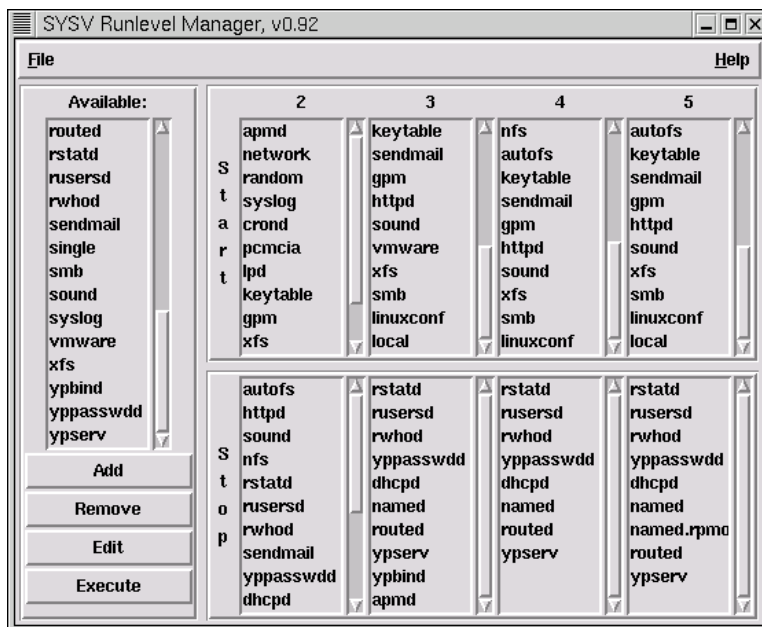 SYSV Runlevel Manager, v0.92
File
Help
Available:
routed
rstatd
rusersd
rwhod
sendmail
single
smb
sound
syslog
vmware
xfs
ypbind
yppasswdd
ypserv
Add
Remove
Edit
Execute
Start
2
apmd
network
random
syslog
crond
pcmcia
lpd
keytable
gpm
xfs
3
keytable
sendmail
gpm
httpd
sound
vmware
xfs
smb
linuxconf
local
4
nfs
autofs
keytable
sendmail
gpm
httpd
sound
xfs
smb
linuxconf
5
autofs
keytable
sendmail
gpm
httpd
sound
xfs
smb
linuxconf
local
Stop
autofs
httpd
sound
nfs
rstatd
rusersd
rwhod
sendmail
yppasswdd
dhcpd
rstatd
rusersd
rwhod
yppasswdd
dhcpd
named
routed
ypserv
ypbind
apmd
rstatd
rusersd
rwhod
yppasswdd
dhcpd
named
routed
ypserv
rstatd
rusersd
rwhod
yppasswdd
dhcpd
named
named.rpmo
routed
ypserv